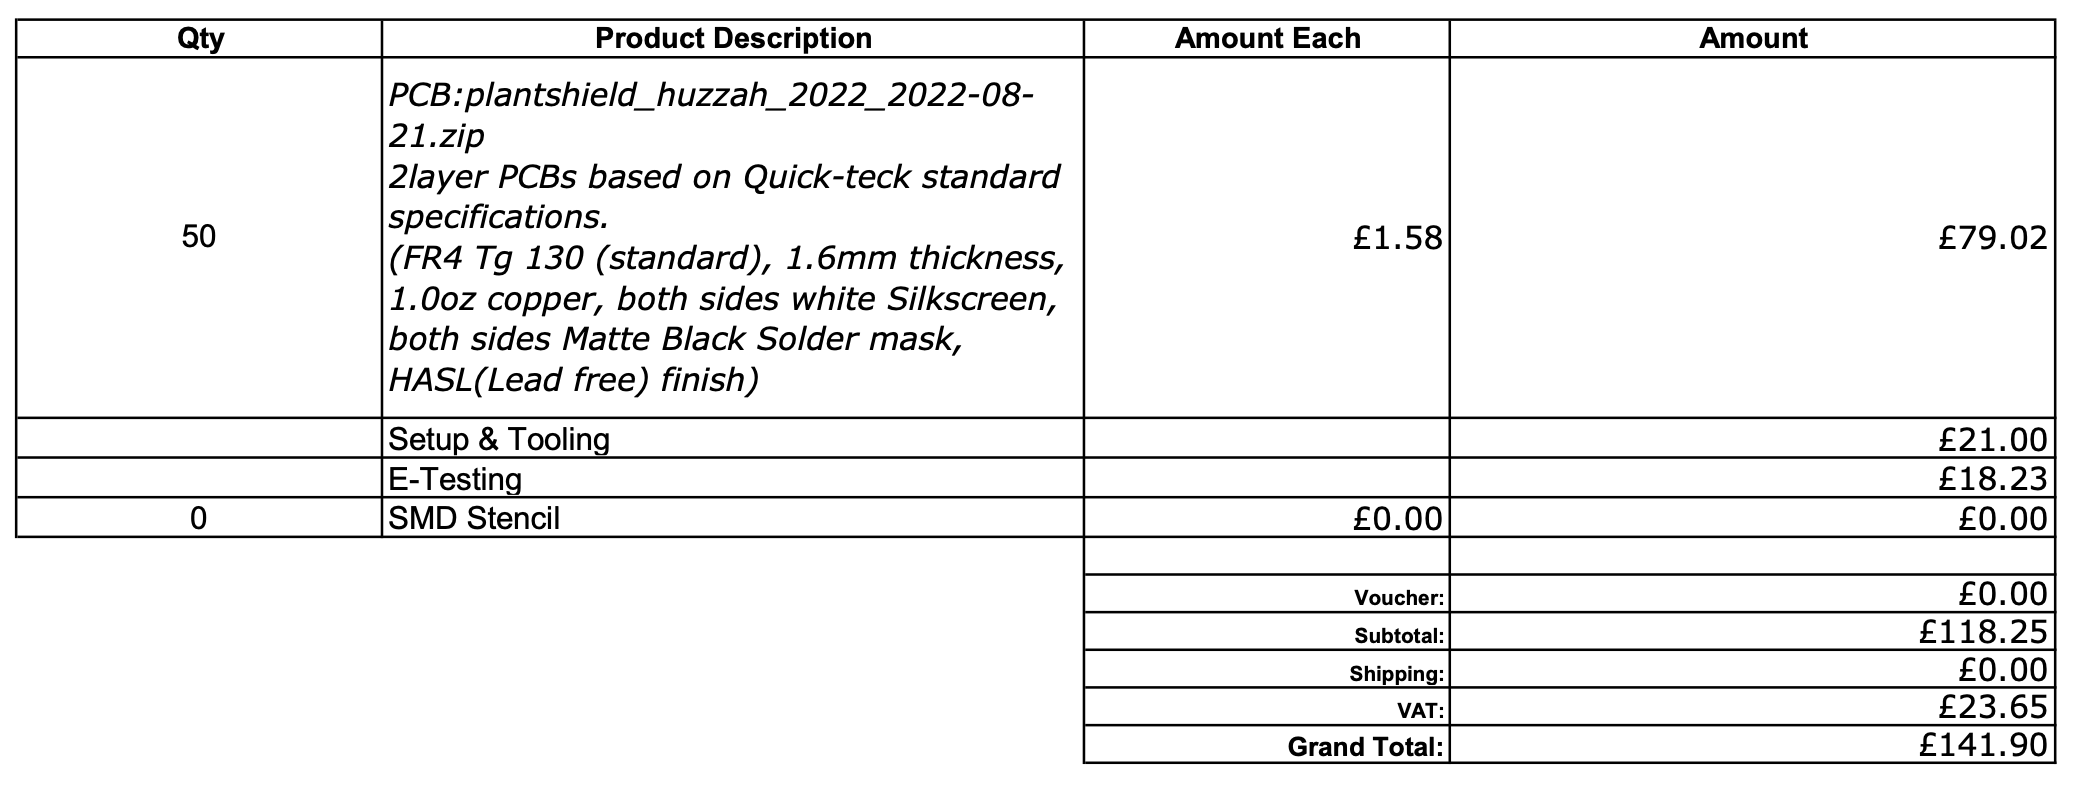 Qty Product Description Amount Each Amount
PCB:plantshield_huzzah_2022_2022-08-
21.zip
2layer PCBs based on Quick-teck standard
specifications.
50 £1.58 £79.02
(FR4 Tg 130 (standard), 1.6mm thickness,
1.0oz copper, both sides white Silkscreen,
both sides Matte Black Solder mask,
HASL(Lead free) finish)
Setup & Tooling £21.00
E-Testing £18.23
0 SMD Stencil £0.00 £0.00
Voucher: £0.00
Subtotal: £118.25
Shipping: £0.00
VAT: £23.65
Grand Total: £141.90